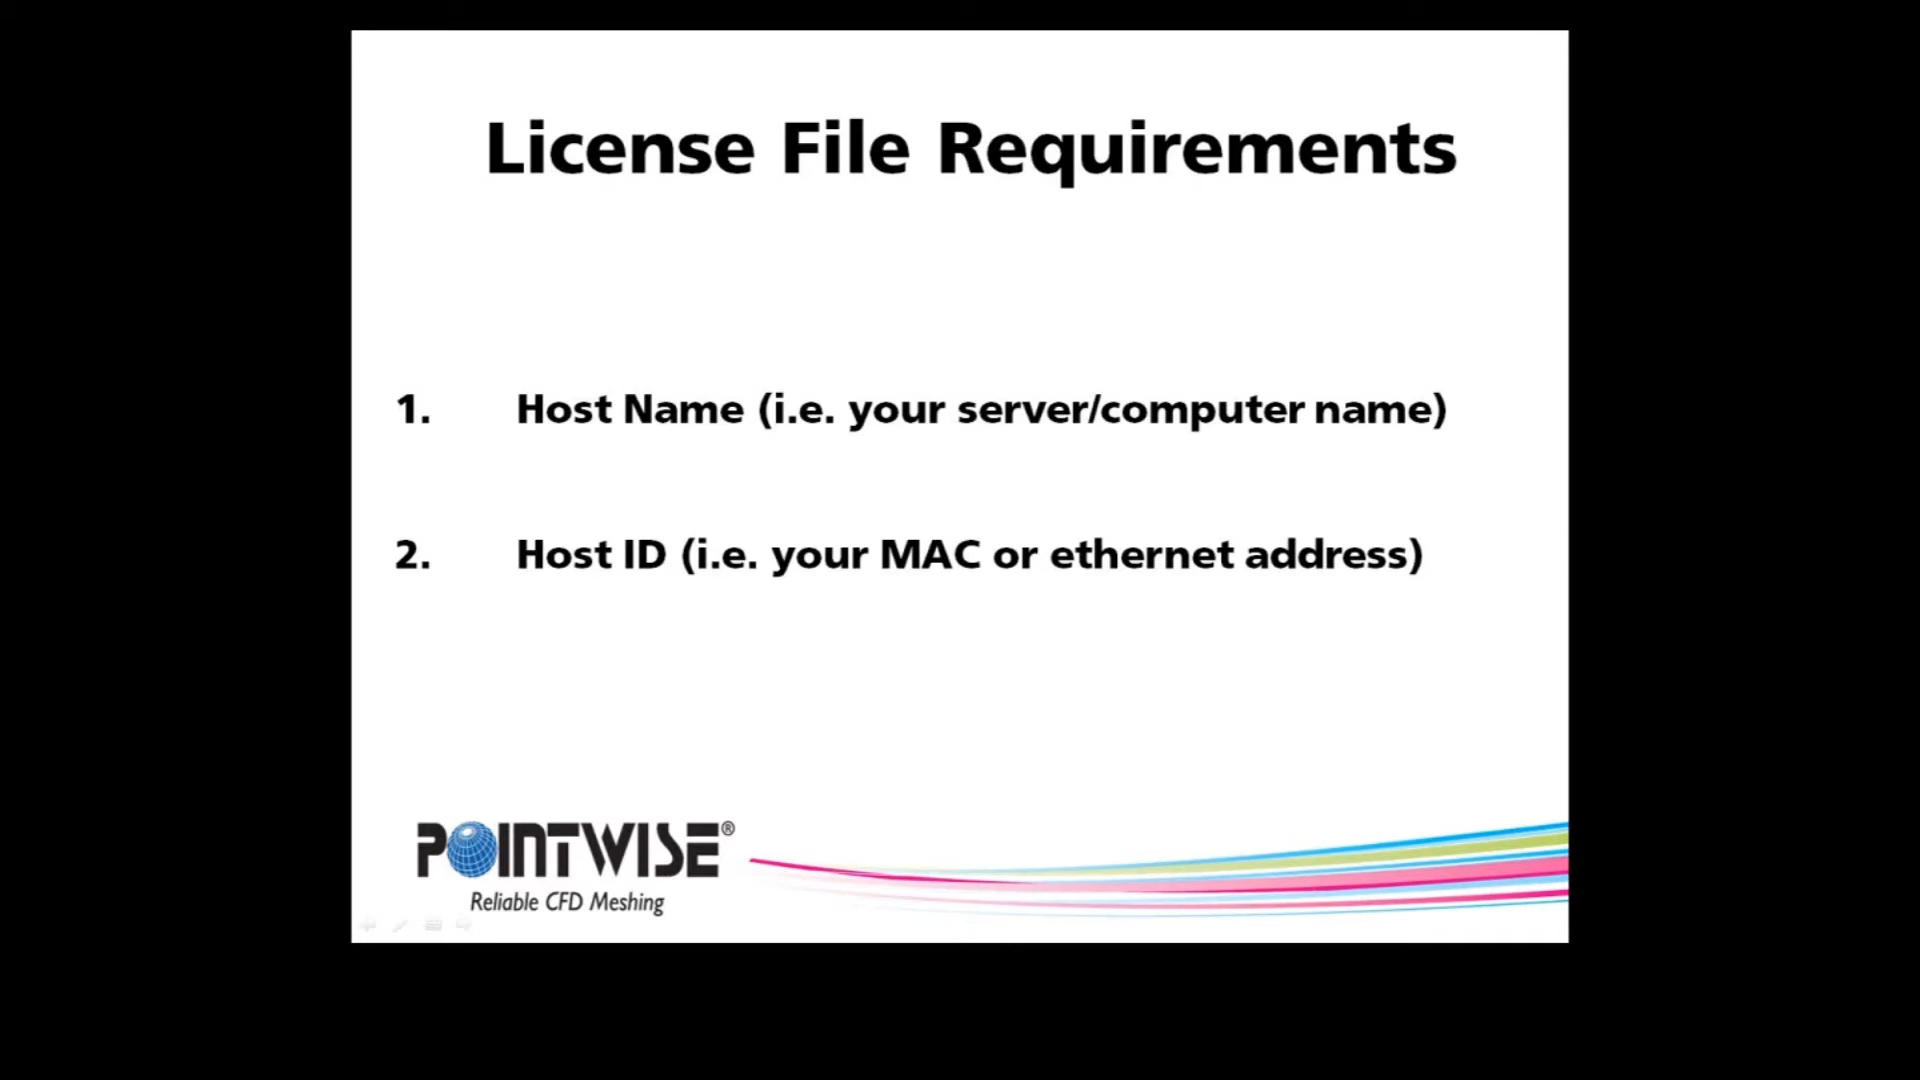 License File Requirements
1. Host Name (i.e. your server/computer name)
2. Host ID (i.e. your MAC or ethernet address)
POINTWISE®
Reliable CFD Meshing